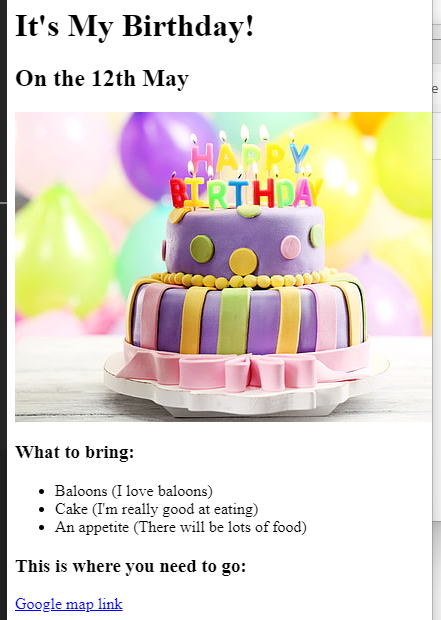 It's My Birthday!
On the 12th May
HAPPY
BIRTHDAY
What to bring:
Baloons (I love baloons)
Cake (I'm really good at eating)
An appetite (There will be lots of food)
This is where you need to go:
Google map link